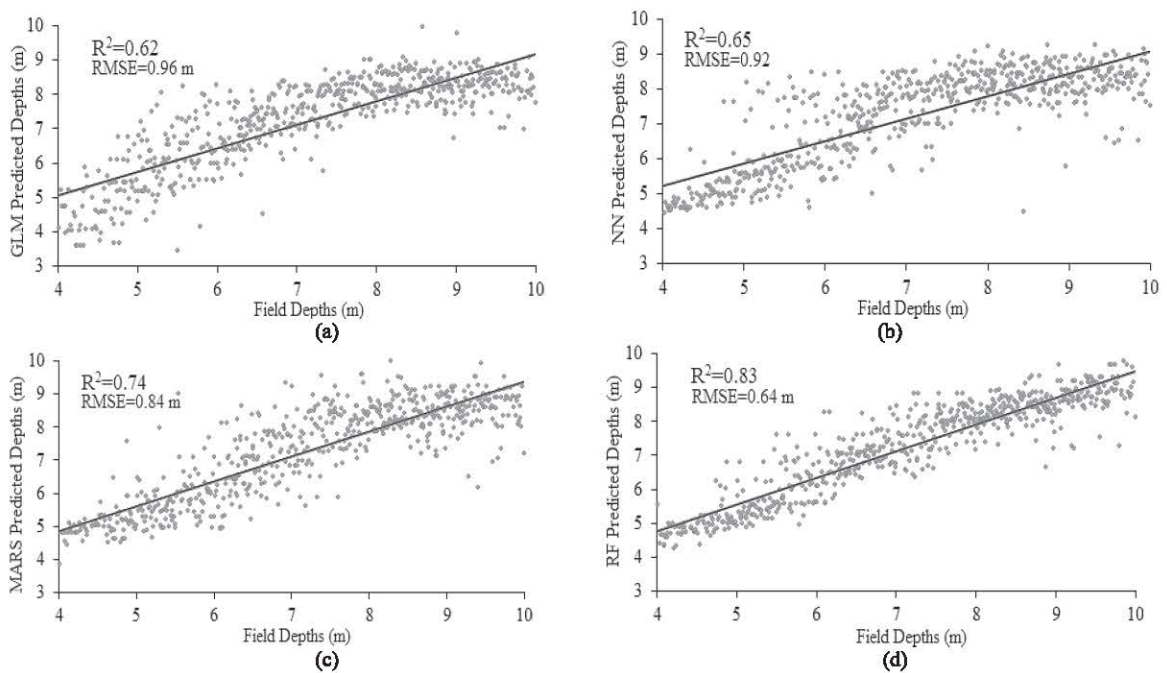 10
9
8
7
6
5
4
3
GLM Predicted Depths (m)
R²=0.62
RMSE=0.96 m
4 5 6 7 8 9 10
Field Depths (m)
(a)
10
9
8
7
6
5
4
3
NN Predicted Depths (m)
R²=0.65
RMSE=0.92
4 5 6 7 8 9 10
Field Depths (m)
(b)
10
9
8
7
6
5
4
3
MARS Predicted Depths (m)
R²=0.74
RMSE=0.84 m
4 5 6 7 8 9 10
Field Depths (m)
(c)
10
9
8
7
6
5
4
3
RF Predicted Depths (m)
R²=0.83
RMSE=0.64 m
4 5 6 7 8 9 10
Field Depths (m)
(d)